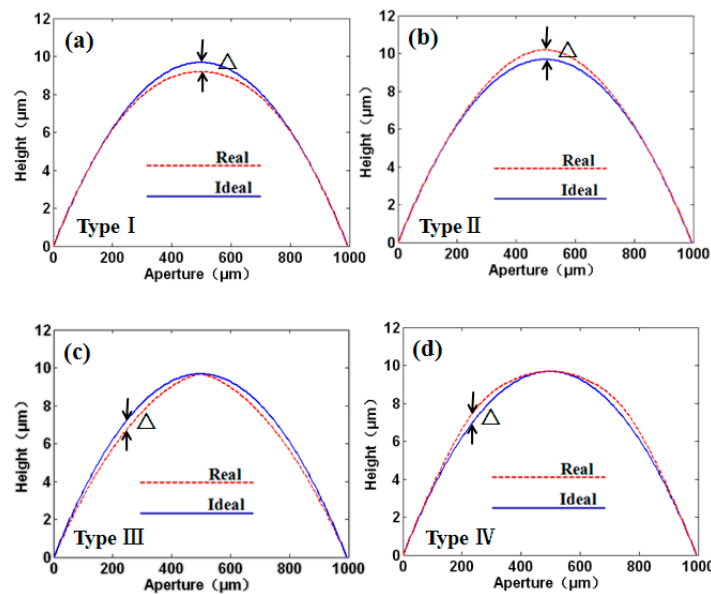 (a)
12
10
8
6
4
2
0
Height (μm)
△
Real
Ideal
Type Ⅰ
0 200 400 600 800 1000
Aperture (μm)
(b)
12
10
8
6
4
2
0
Height (μm)
△
Real
Ideal
Type Ⅱ
0 200 400 600 800 1000
Aperture (μm)
(c)
12
10
8
6
4
2
0
Height (μm)
△
Real
Ideal
Type Ⅲ
0 200 400 600 800 1000
Aperture (μm)
(d)
12
10
8
6
4
2
0
Height (μm)
△
Real
Ideal
Type Ⅳ
0 200 400 600 800 1000
Aperture (μm)